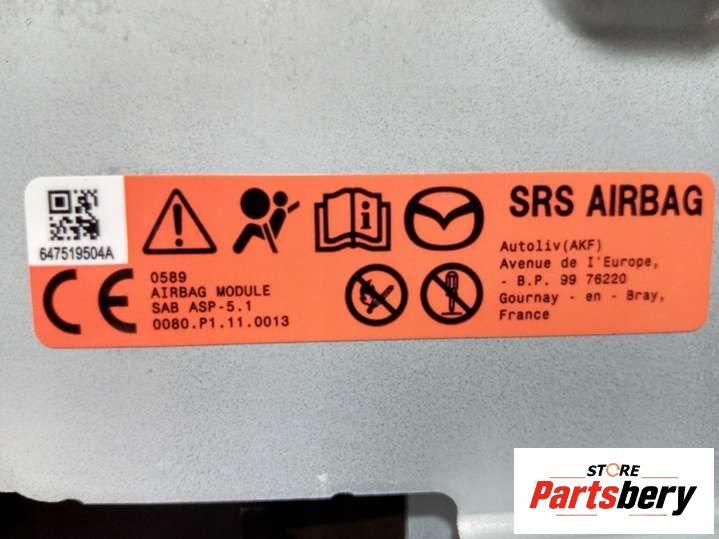 647519504A
CE
0589
AIRBAG MODULE
SAB ASP-5.1
0080.P1.11.0013
i
SRS AIRBAG
Autoliv(AKF)
Avenue de I'Europe,
- B.P. 99 76220
Gournay - en - Bray,
France
STORE
Partsbery